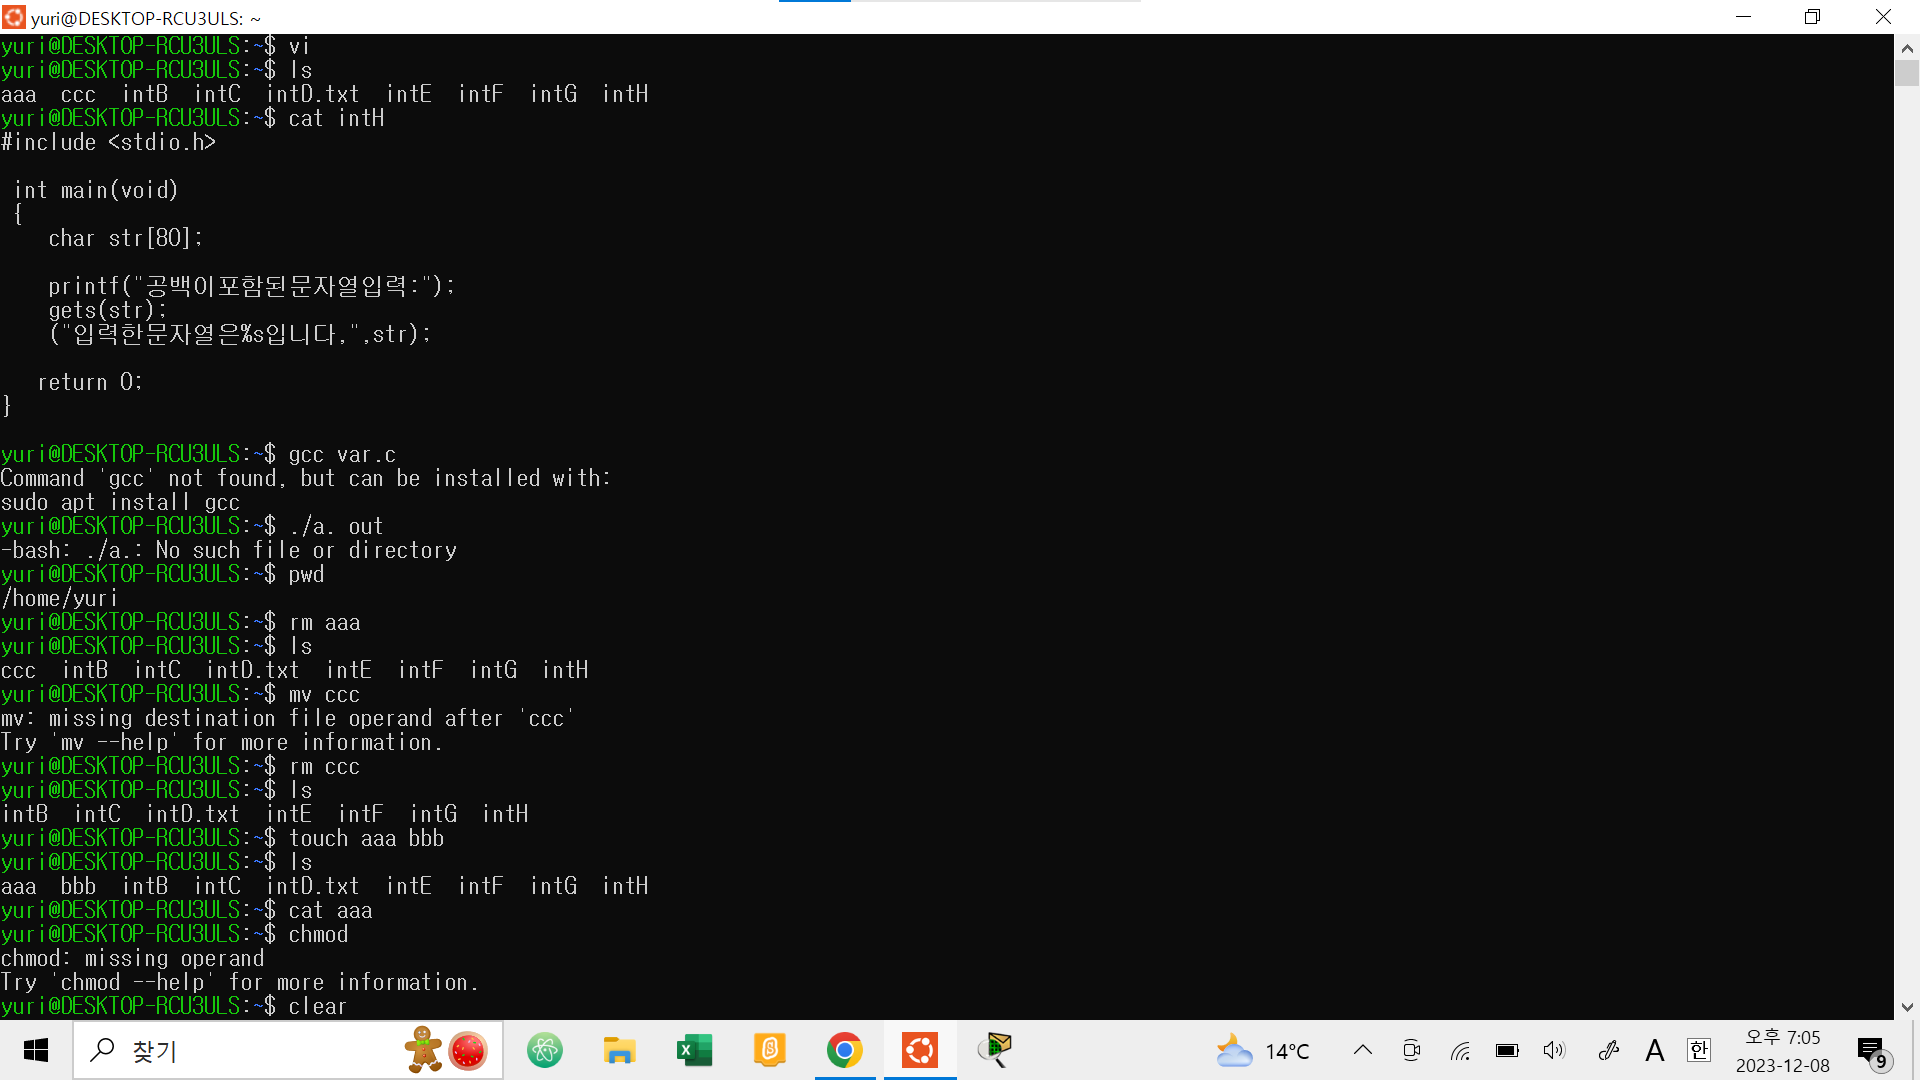 yuri@DESKTOP-RCU3ULS: ~
yuri@DESKTOP-RCU3ULS:~$ vi
yuri@DESKTOP-RCU3ULS:~$ ls
aaa  ccc  intB  intC  intD.txt  intE  intF  intG  intH
yuri@DESKTOP-RCU3ULS:~$ cat intH
#include <stdio.h>
int main(void)
{
char str[80];
printf("공백이포함된문자열입력:");
gets(str);
("입력한문자열은%s입니다,",str);
return 0;
}
yuri@DESKTOP-RCU3ULS:~$ gcc var.c
Command 'gcc' not found, but can be installed with:
sudo apt install gcc
yuri@DESKTOP-RCU3ULS:~$ ./a. out
-bash: ./a.: No such file or directory
yuri@DESKTOP-RCU3ULS:~$ pwd
/home/yuri
yuri@DESKTOP-RCU3ULS:~$ rm aaa
yuri@DESKTOP-RCU3ULS:~$ ls
ccc  intB  intC  intD.txt  intE  intF  intG  intH
yuri@DESKTOP-RCU3ULS:~$ mv ccc
mv: missing destination file operand after 'ccc'
Try 'mv --help' for more information.
yuri@DESKTOP-RCU3ULS:~$ rm ccc
yuri@DESKTOP-RCU3ULS:~$ ls
intB  intC  intD.txt  intE  intF  intG  intH
yuri@DESKTOP-RCU3ULS:~$ touch aaa bbb
yuri@DESKTOP-RCU3ULS:~$ ls
aaa  bbb  intB  intC  intD.txt  intE  intF  intG  intH
yuri@DESKTOP-RCU3ULS:~$ cat aaa
yuri@DESKTOP-RCU3ULS:~$ chmod
chmod: missing operand
Try 'chmod --help' for more information.
yuri@DESKTOP-RCU3ULS:~$ clear
찾기
14°C
A
한
오후 7:05
2023-12-08
9